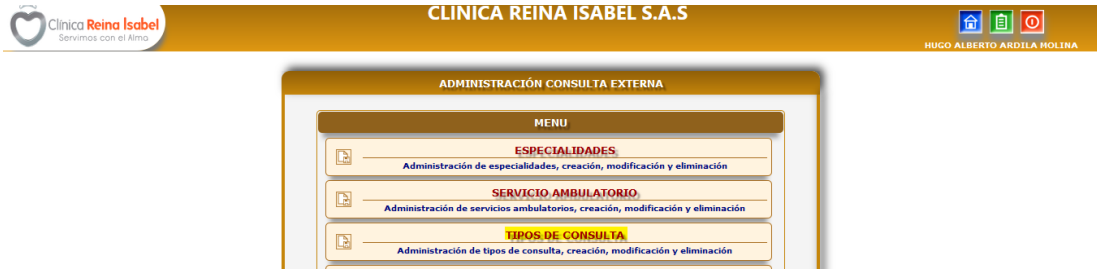 CLINICA REINA ISABEL S.A.S
Clínica Reina Isabel
Servimos con el Alma
HUGO ALBERTO ARDILA MOLINA
ADMINISTRACIÓN CONSULTA EXTERNA
MENU
ESPECIALIDADES
Administración de especialidades, creación, modificación y eliminación
SERVICIO AMBULATORIO
Administración de servicios ambulatorios, creación, modificación y eliminación
TIPOS DE CONSULTA
Administración de tipos de consulta, creación, modificación y eliminación